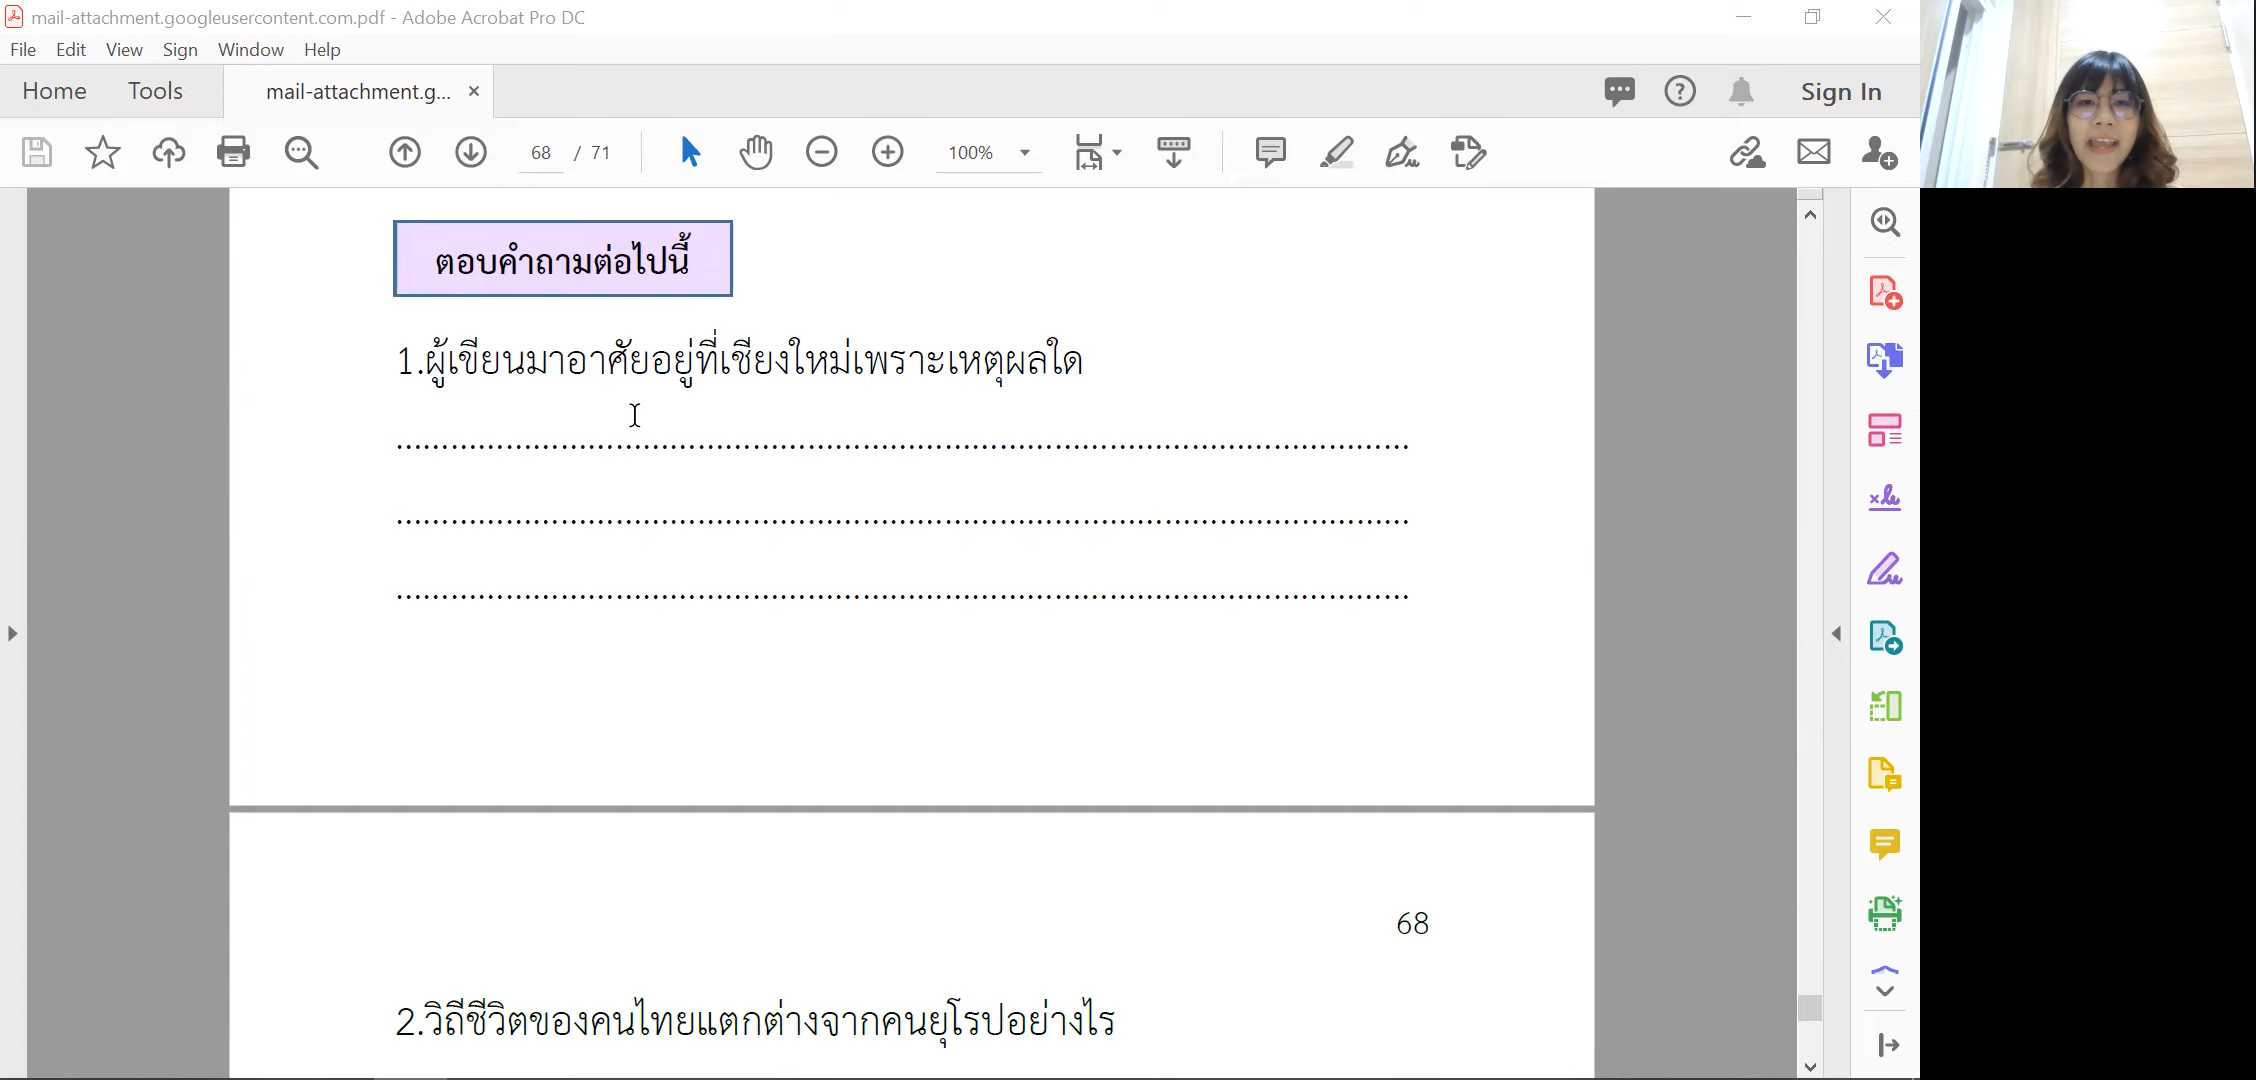 mail-attachment.googleusercontent.com.pdf - Adobe Acrobat Pro DC
File Edit View Sign Window Help
Home Tools mail-attachment.g... × Sign In
68 / 71 100%
ตอบคำถามต่อไปนี้
1.ผู้เขียนมาอาศัยอยู่ที่เชียงใหม่เพราะเหตุผลใด
68
2.วิถีชีวิตของคนไทยแตกต่างจากคนยุโรปอย่างไร